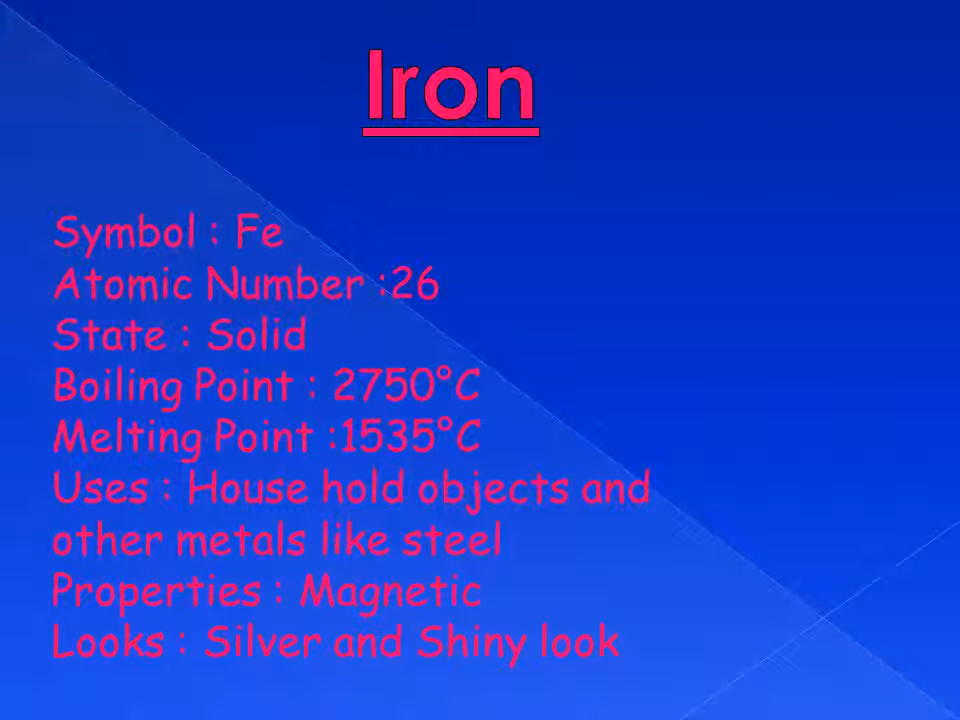 Iron
Symbol : Fe
Atomic Number :26
State : Solid
Boiling Point : 2750°C
Melting Point :1535°C
Uses : House hold objects and
other metals like steel
Properties : Magnetic
Looks : Silver and Shiny look